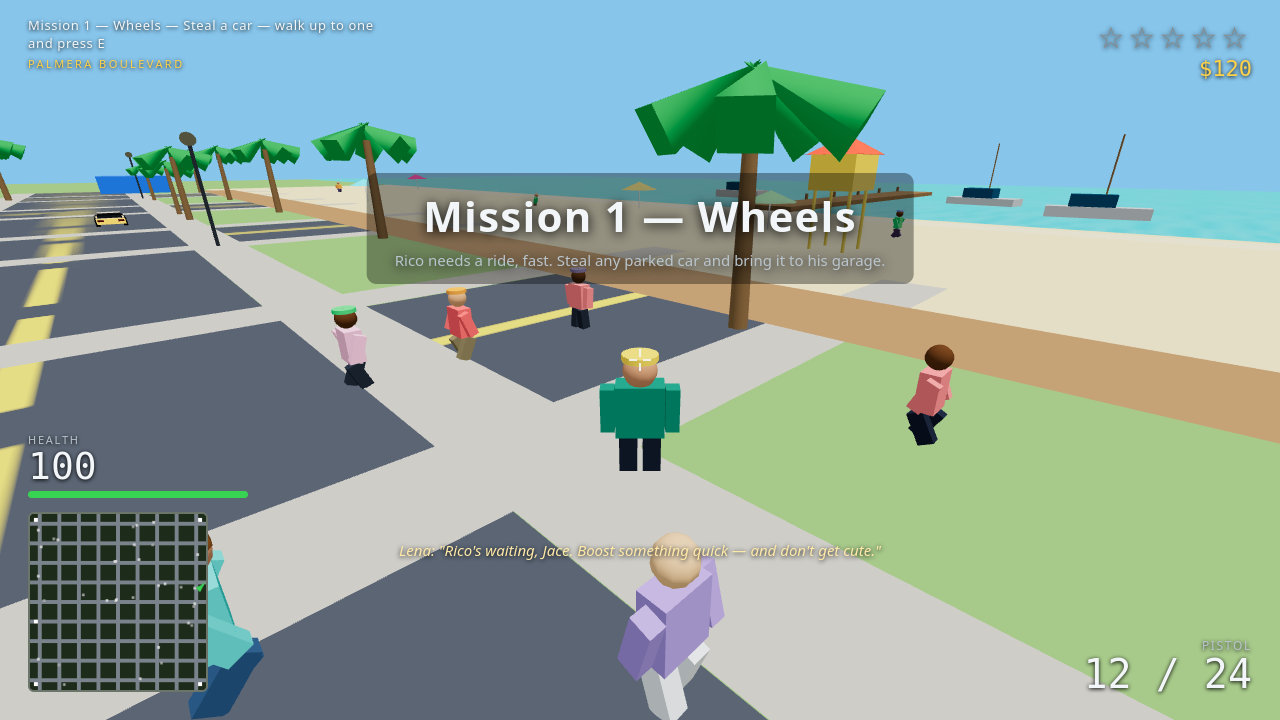 Mission 1 — Wheels — Steal a car — walk up to one
and press E
PALMERA BOULEVARD
$120
Mission 1 — Wheels
Rico needs a ride, fast. Steal any parked car and bring it to his garage.
HEALTH
100
Lena: "Rico's waiting, Jace. Boost something quick — and don't get cute."
PISTOL
12 / 24